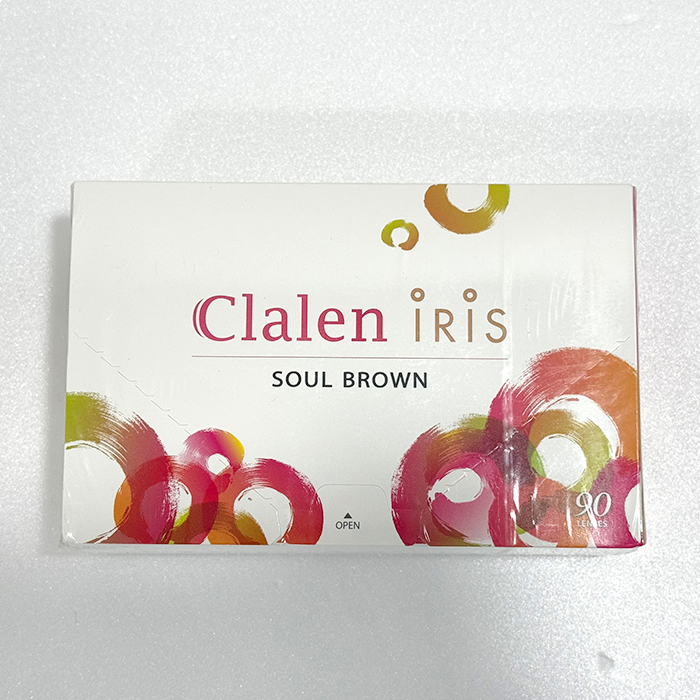 Clalen iRis
SOUL BROWN
▲
OPEN
90
LENSES